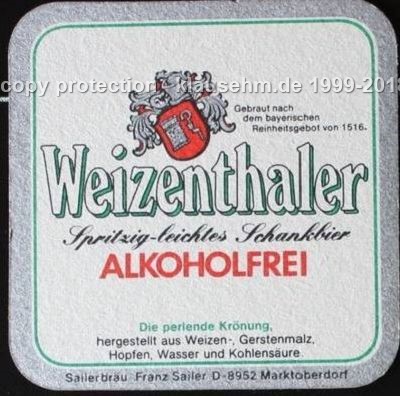 copy protection - klausehm.de 1999-2018
Gebraut nach
dem bayerischen
Reinheitsgebot von 1516.
Weizenthaler
Spritzig-leichtes Schankbier
ALKOHOLFREI
Die perlende Krönung,
hergestellt aus Weizen-, Gerstenmalz,
Hopfen, Wasser und Kohlensäure.
Sailerbräu Franz Sailer D-8952 Marktoberdorf